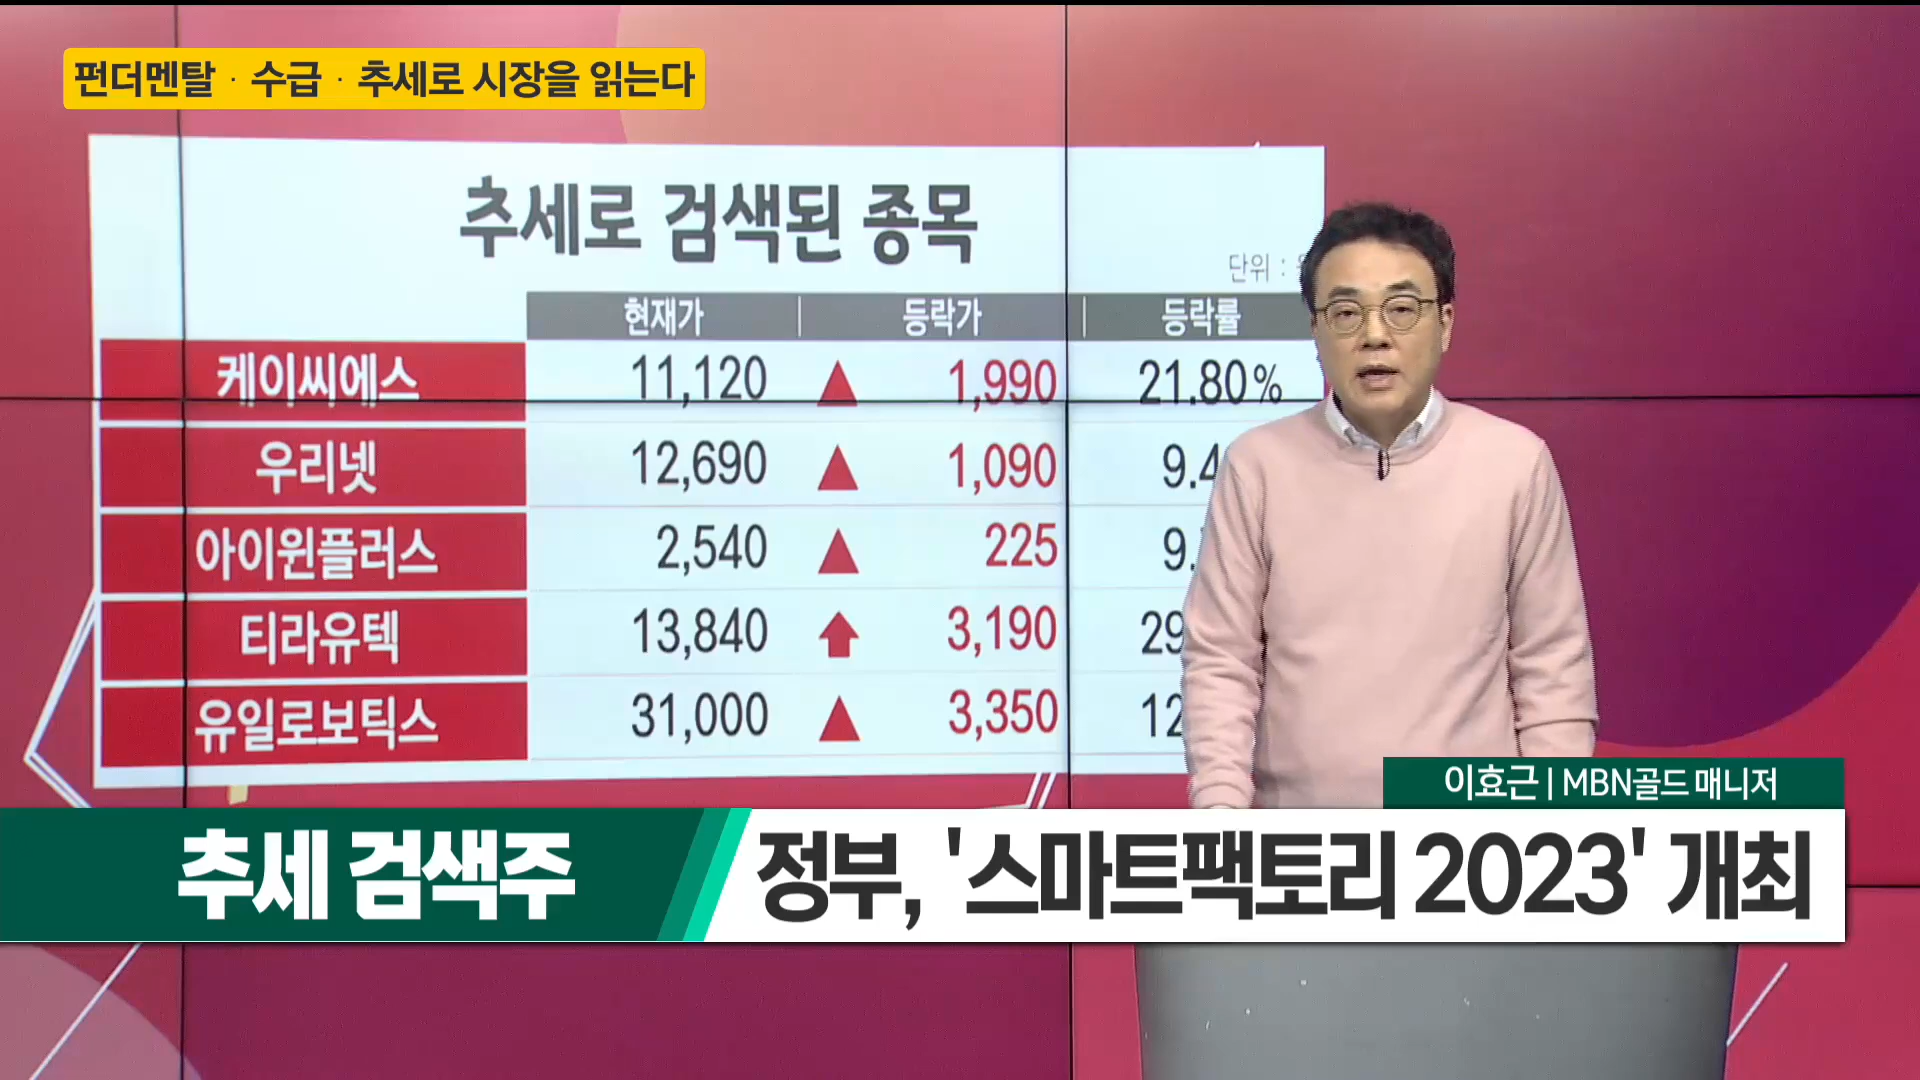 펀더멘탈 · 수급 · 추세로 시장을 읽는다
추세로 검색된 종목
단위 :
현재가 등락가 등락률
케이씨에스 11,120 ▲ 1,990 21.80%
우리넷 12,690 ▲ 1,090 9.4
아이윈플러스 2,540 ▲ 225 9.
티라유텍 13,840 ⬆ 3,190 29
유일로보틱스 31,000 ▲ 3,350 12
이효근 | MBN골드 매니저
추세 검색주
정부, '스마트팩토리 2023' 개최